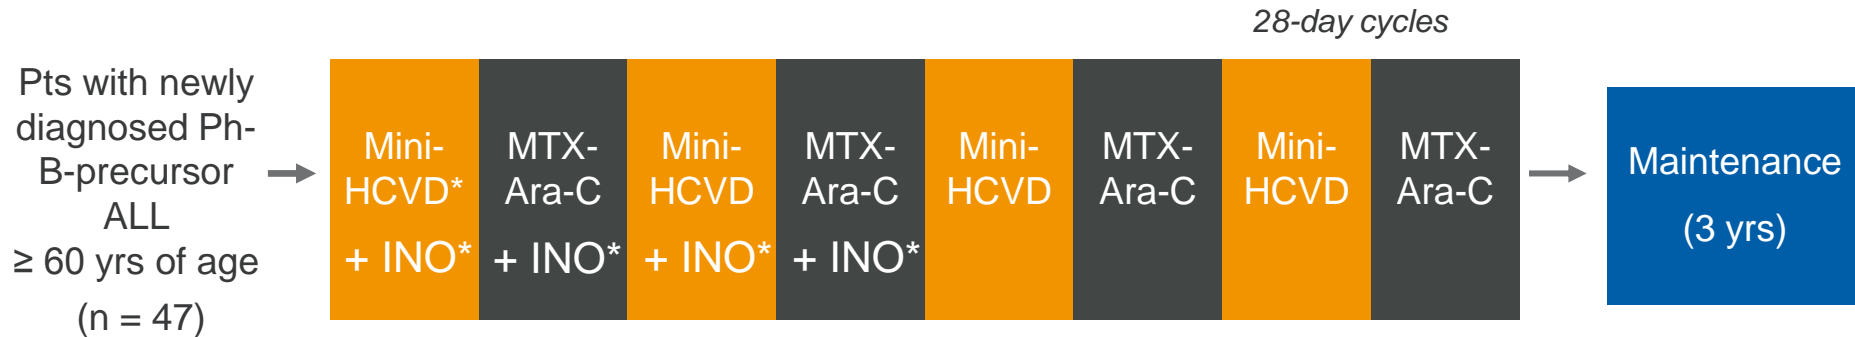 28-day cycles
Pts with newly
diagnosed Ph-
B-precursor
ALL
≥ 60 yrs of age
(n = 47)
Mini-
HCVD*
+ INO*
MTX-
Ara-C
+ INO*
Mini-
HCVD
+ INO*
MTX-
Ara-C
+ INO*
Mini-
HCVD
MTX-
Ara-C
Mini-
HCVD
MTX-
Ara-C
Maintenance
(3 yrs)